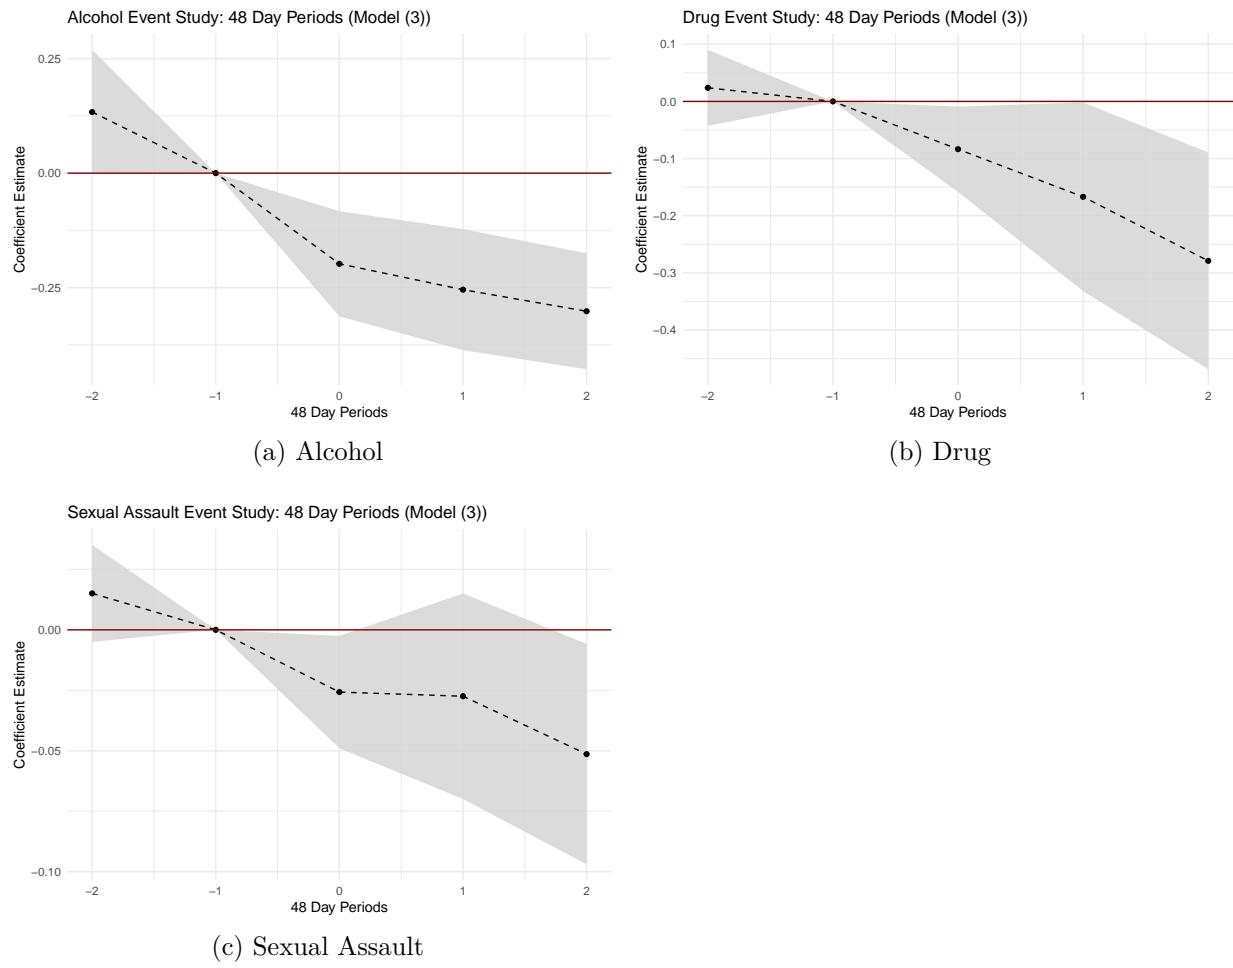 Alcohol Event Study: 48 Day Periods (Model (3))
Coefficient Estimate
0.25
0.00
−0.25
−2 −1 0 1 2
48 Day Periods
(a) Alcohol
Drug Event Study: 48 Day Periods (Model (3))
Coefficient Estimate
0.1
0.0
−0.1
−0.2
−0.3
−0.4
−2 −1 0 1 2
48 Day Periods
(b) Drug
Sexual Assault Event Study: 48 Day Periods (Model (3))
Coefficient Estimate
0.00
−0.05
−0.10
−2 −1 0 1 2
48 Day Periods
(c) Sexual Assault